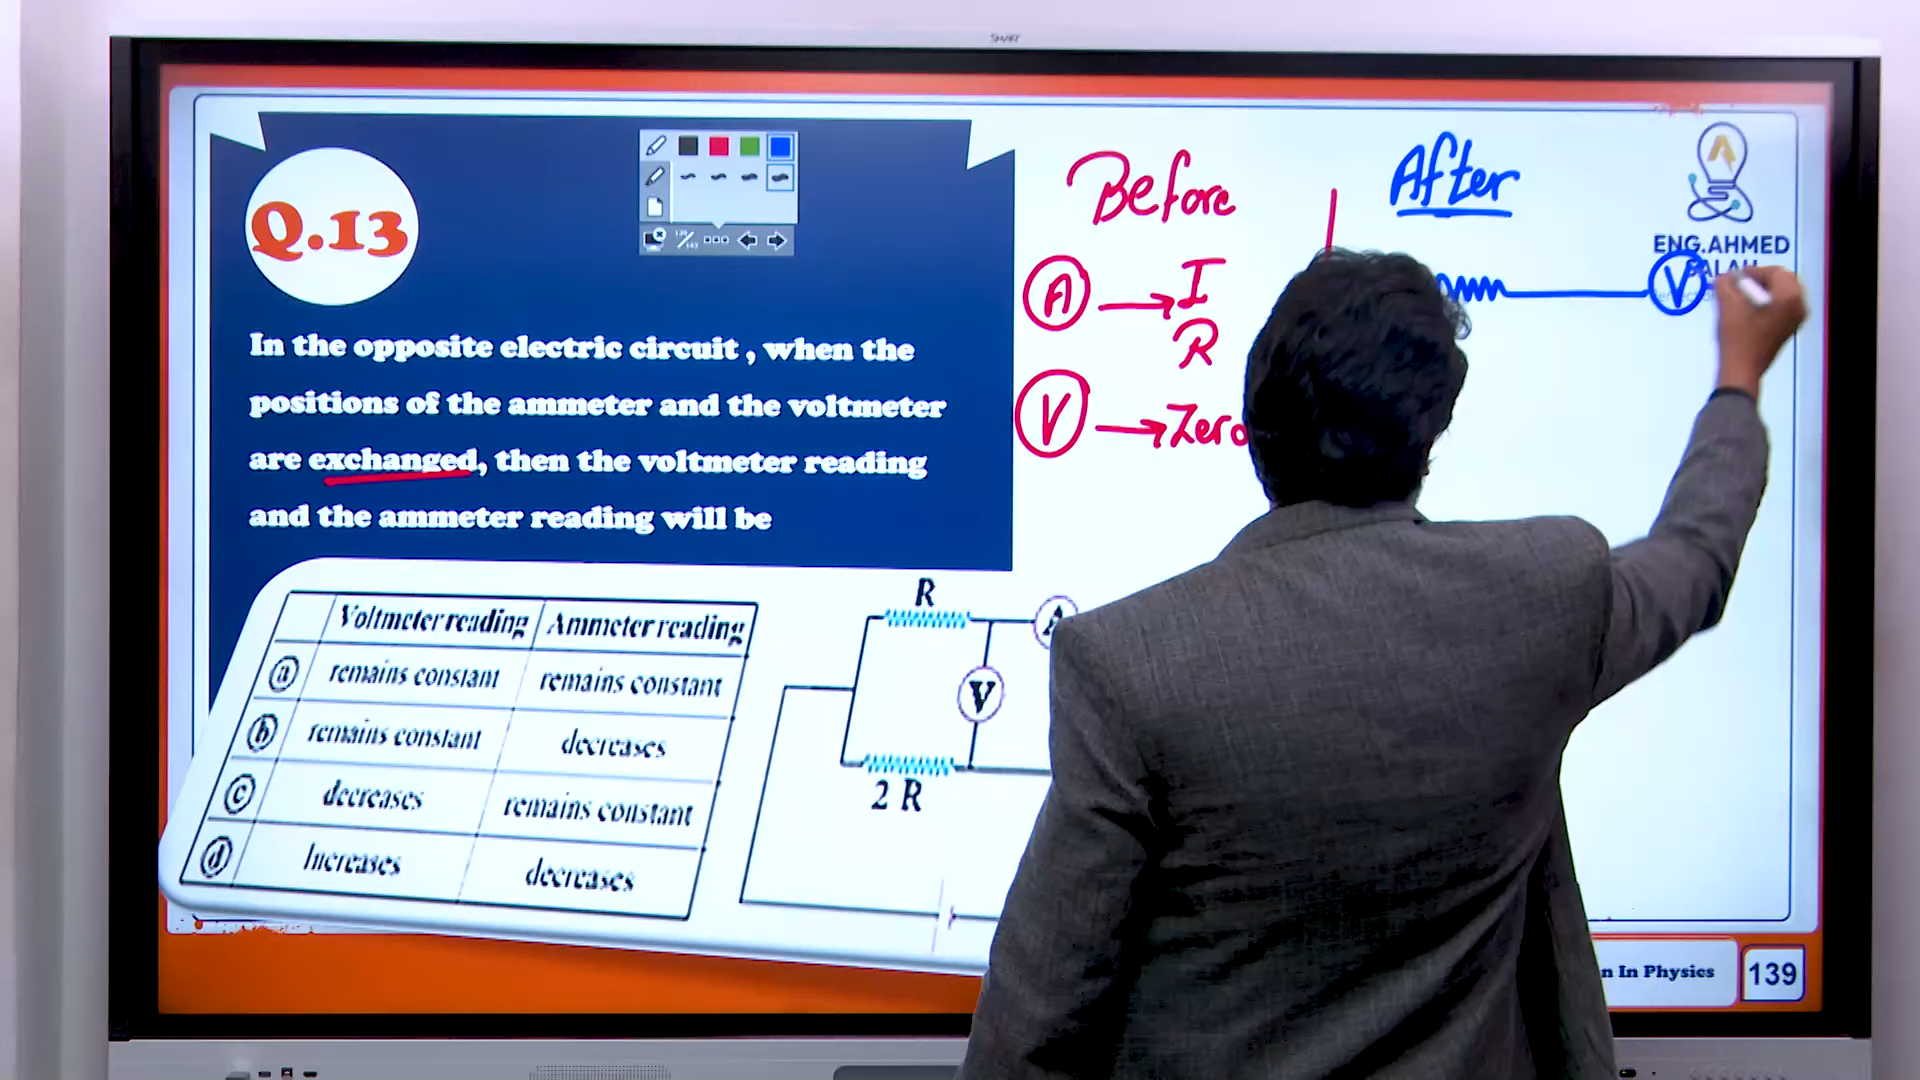 SMART
Q.13
In the opposite electric circuit , when the
positions of the ammeter and the voltmeter
are exchanged, then the voltmeter reading
and the ammeter reading will be
Voltmeter reading Ammeter reading
a remains constant remains constant
b remains constant decreases
c decreases remains constant
d Increases decreases
R
A
V
2 R
Before
A → I
R
V → Zero
After
V
ENG.AHMED
SALAH
n In Physics
139